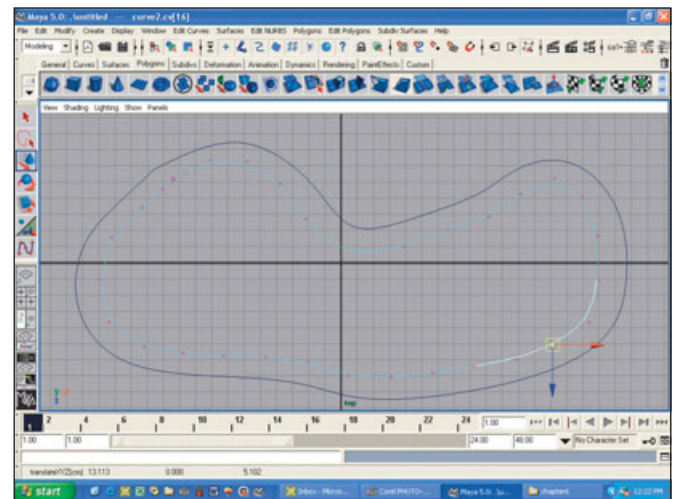 Maya 5.0: .\untitled --- curve2.cv[16]
File Edit Modify Create Display Window Edit Curves Surfaces Edit NURBS Polygons Edit Polygons Subdiv Surfaces Help
Modeling
General Curves Surfaces Polygons Subdivs Deformation Animation Dynamics Rendering PaintEffects Custom
View Shading Lighting Show Panels
top
2 4 6 8 10 12 14 16 18 20 22 24 1.00
1.00 1.00 24.00 48.00 No Character Set
translateXYZ(cm) 13.113 0.000 5.102
start Inbox - Micros... Corel PHOTO-... Maya 5.0: .\u... chapter4 12:22 PM